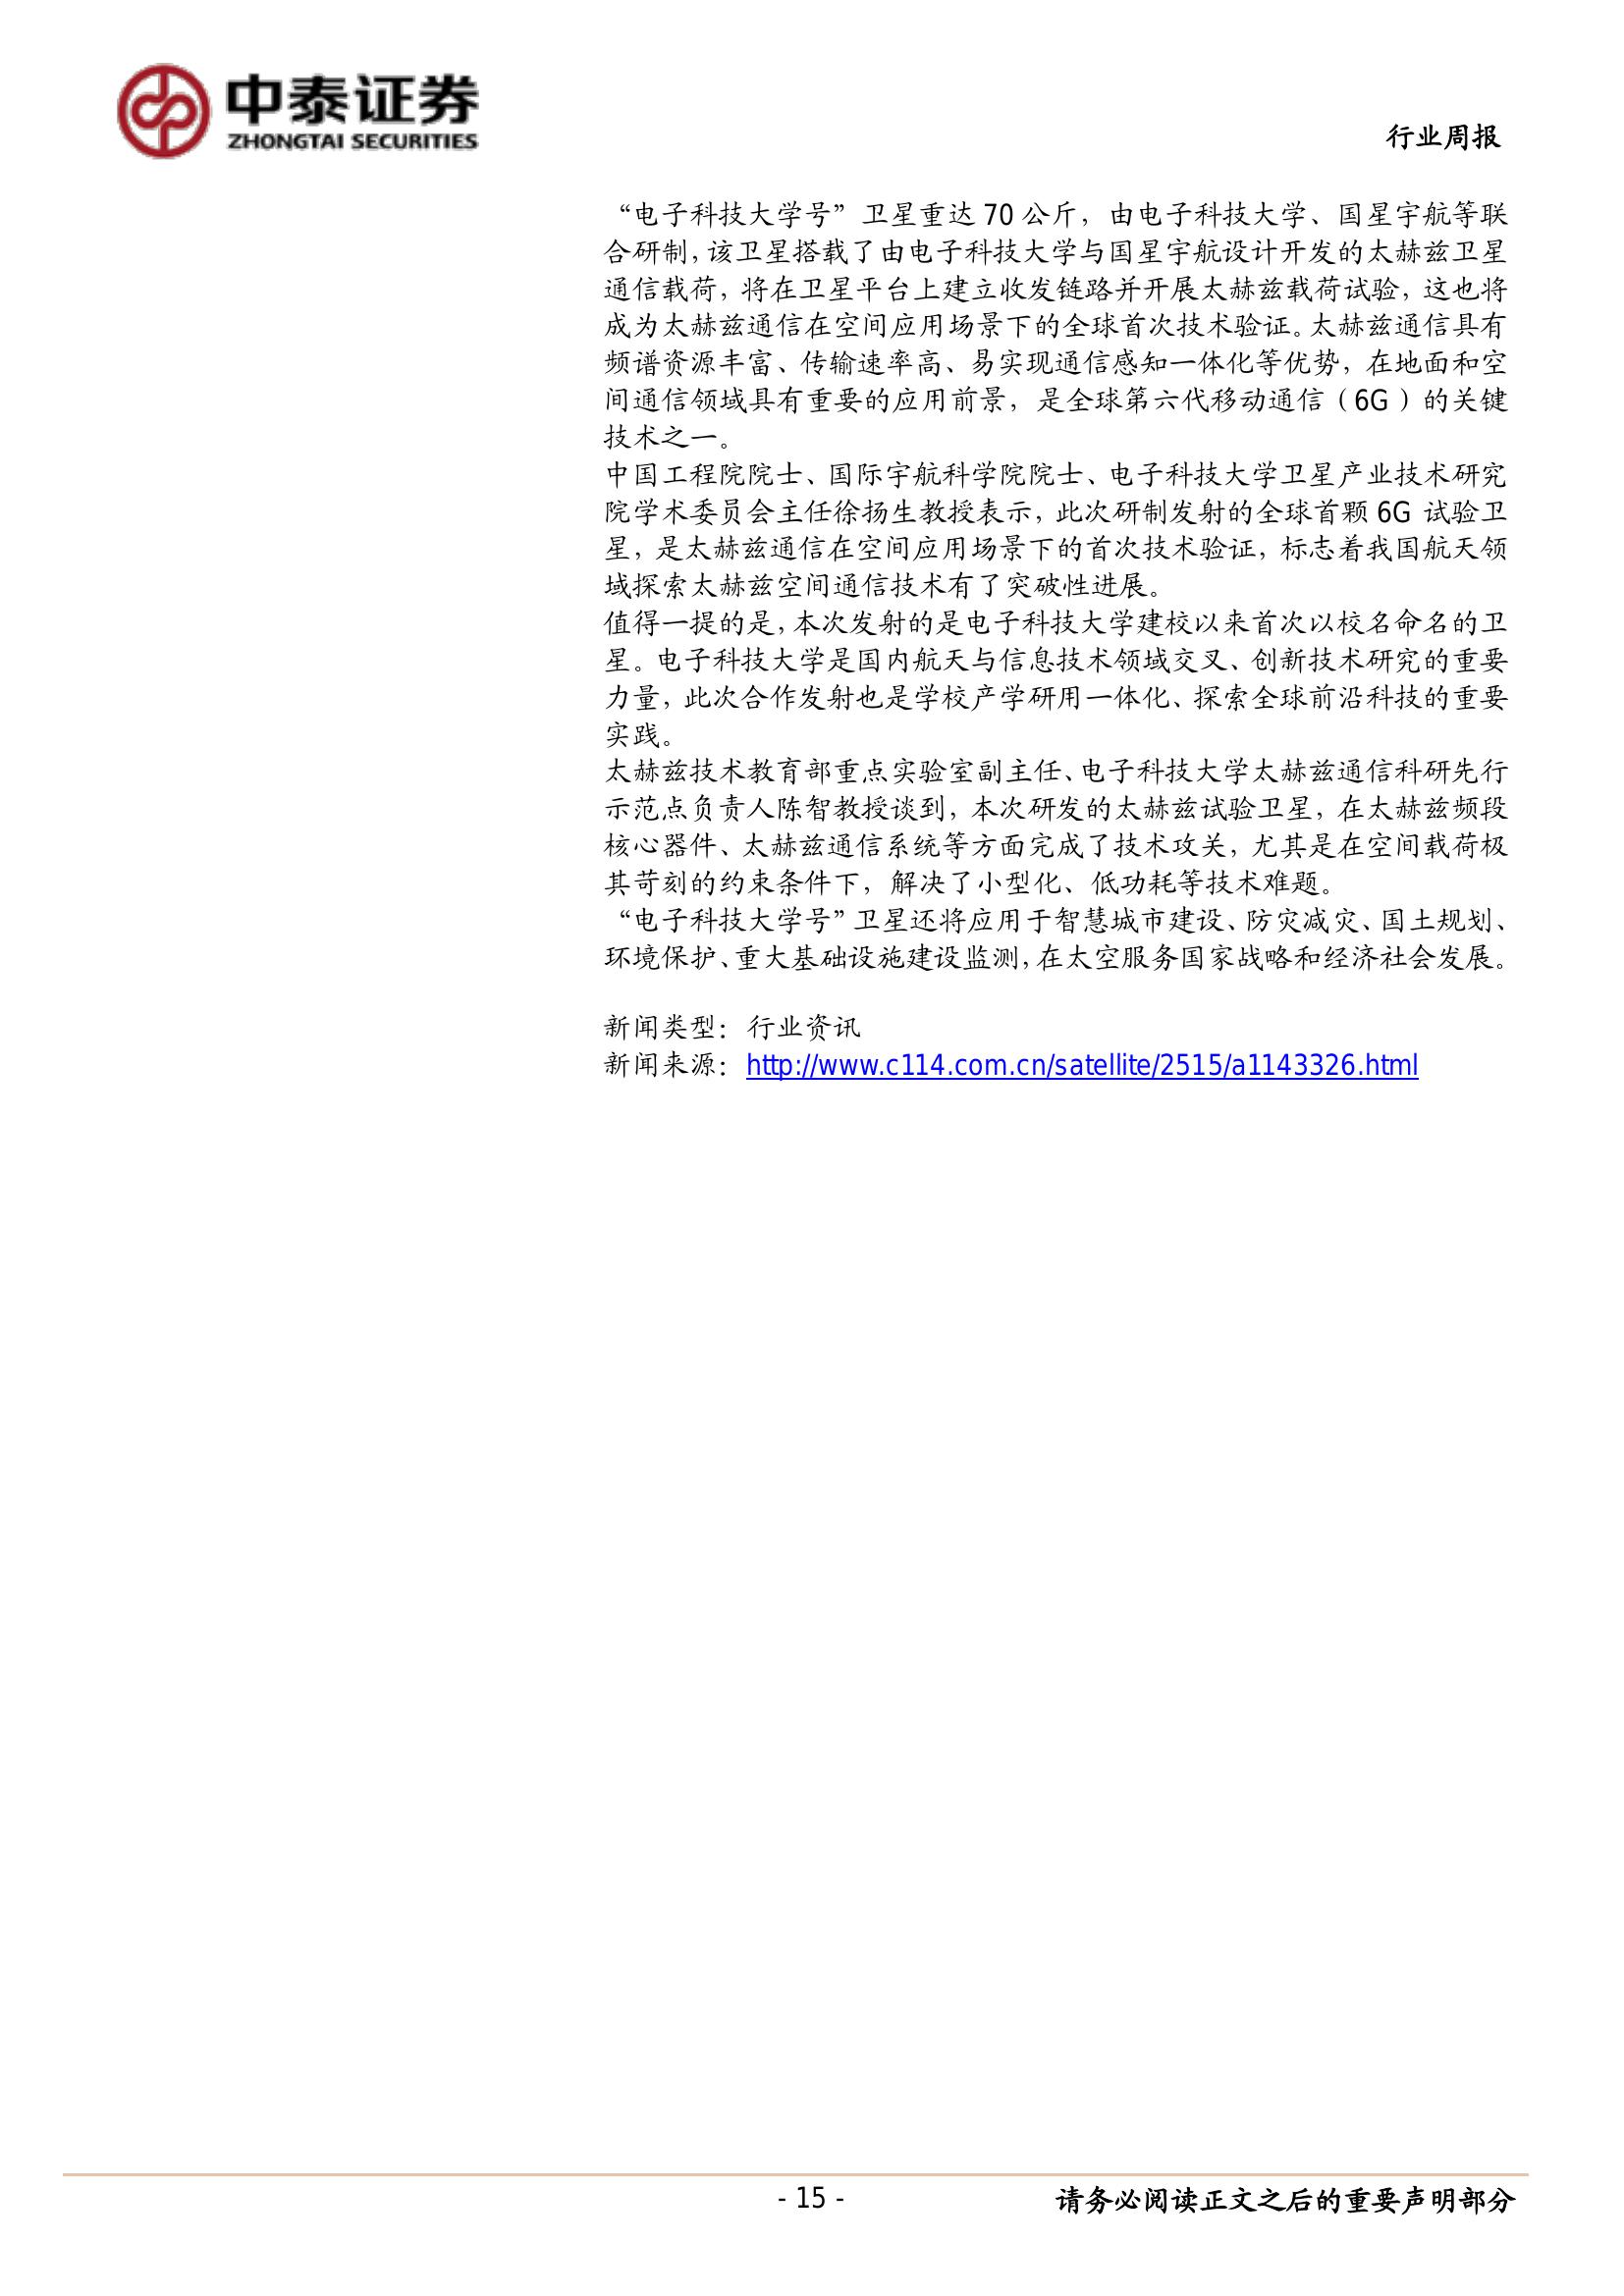 中泰证券
ZHONGTAI SECURITIES
行业周报
“电子科技大学号”卫星重达 70 公斤，由电子科技大学、国星宇航等联
合研制，该卫星搭载了由电子科技大学与国星宇航设计开发的太赫兹卫星
通信载荷，将在卫星平台上建立收发链路并开展太赫兹载荷试验，这也将
成为太赫兹通信在空间应用场景下的全球首次技术验证。太赫兹通信具有
频谱资源丰富、传输速率高、易实现通信感知一体化等优势，在地面和空
间通信领域具有重要的应用前景，是全球第六代移动通信（6G）的关键
技术之一。
中国工程院院士、国际宇航科学院院士、电子科技大学卫星产业技术研究
院学术委员会主任徐扬生教授表示，此次研制发射的全球首颗 6G 试验卫
星，是太赫兹通信在空间应用场景下的首次技术验证，标志着我国航天领
域探索太赫兹空间通信技术有了突破性进展。
值得一提的是，本次发射的是电子科技大学建校以来首次以校名命名的卫
星。电子科技大学是国内航天与信息技术领域交叉、创新技术研究的重要
力量，此次合作发射也是学校产学研用一体化、探索全球前沿科技的重要
实践。
太赫兹技术教育部重点实验室副主任、电子科技大学太赫兹通信科研先行
示范点负责人陈智教授谈到，本次研发的太赫兹试验卫星，在太赫兹频段
核心器件、太赫兹通信系统等方面完成了技术攻关，尤其是在空间载荷极
其苛刻的约束条件下，解决了小型化、低功耗等技术难题。
“电子科技大学号”卫星还将应用于智慧城市建设、防灾减灾、国土规划、
环境保护、重大基础设施建设监测，在太空服务国家战略和经济社会发展。
新闻类型：行业资讯
新闻来源：http://www.c114.com.cn/satellite/2515/a1143326.html
- 15 -
请务必阅读正文之后的重要声明部分